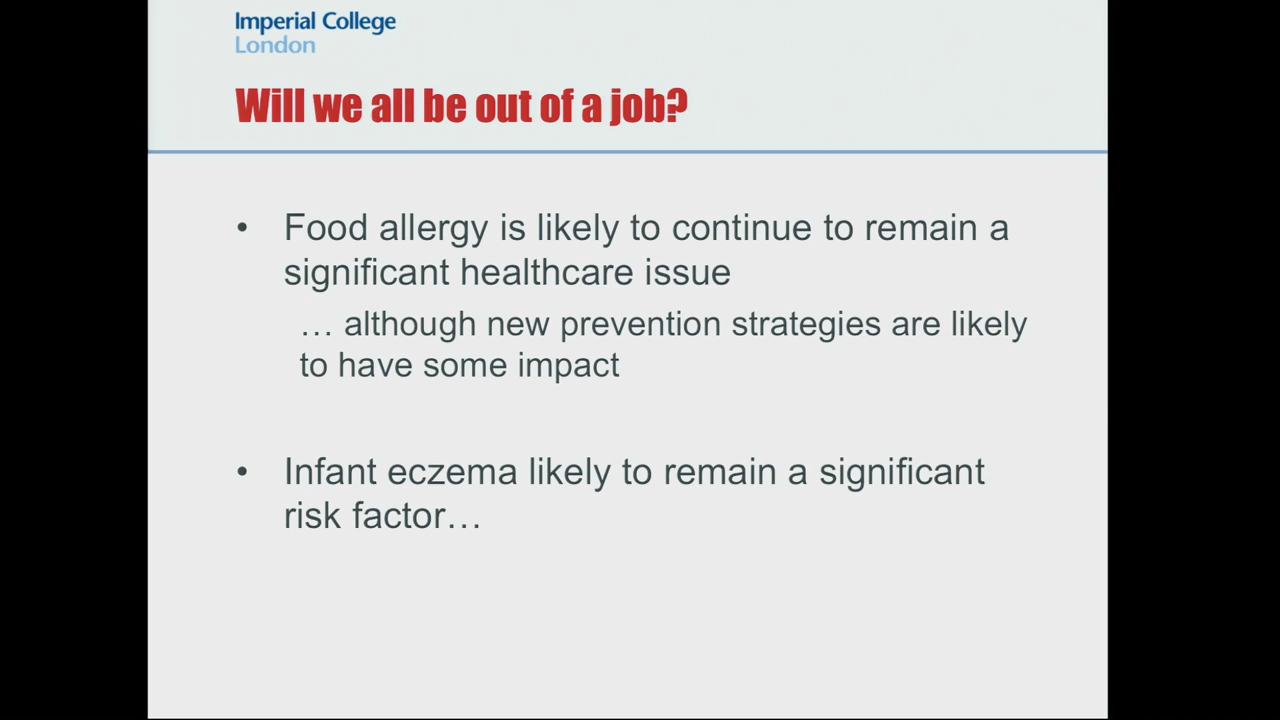 Imperial College
London
Will we all be out of a job?
• Food allergy is likely to continue to remain a
significant healthcare issue
… although new prevention strategies are likely
to have some impact
• Infant eczema likely to remain a significant
risk factor…